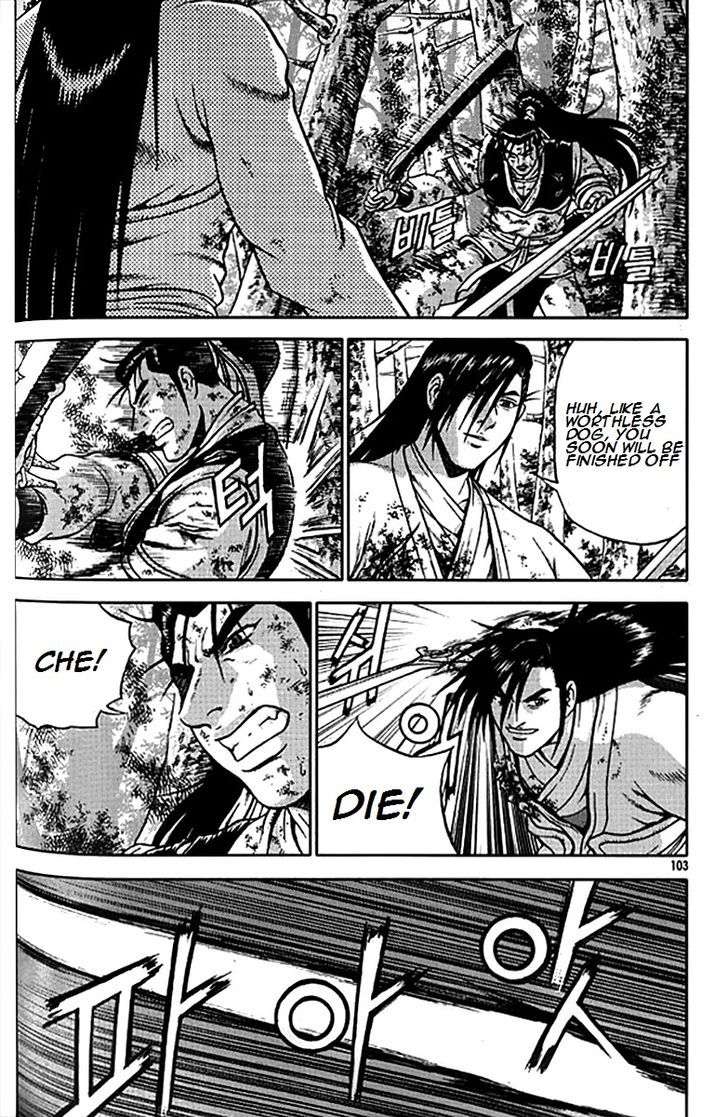 비틀
비틀
HUH, LIKE A
WORTHLESS
DOG, YOU
SOON WILL BE
FINISHED OFF
턱
CHE!
DIE!
103
파아앗